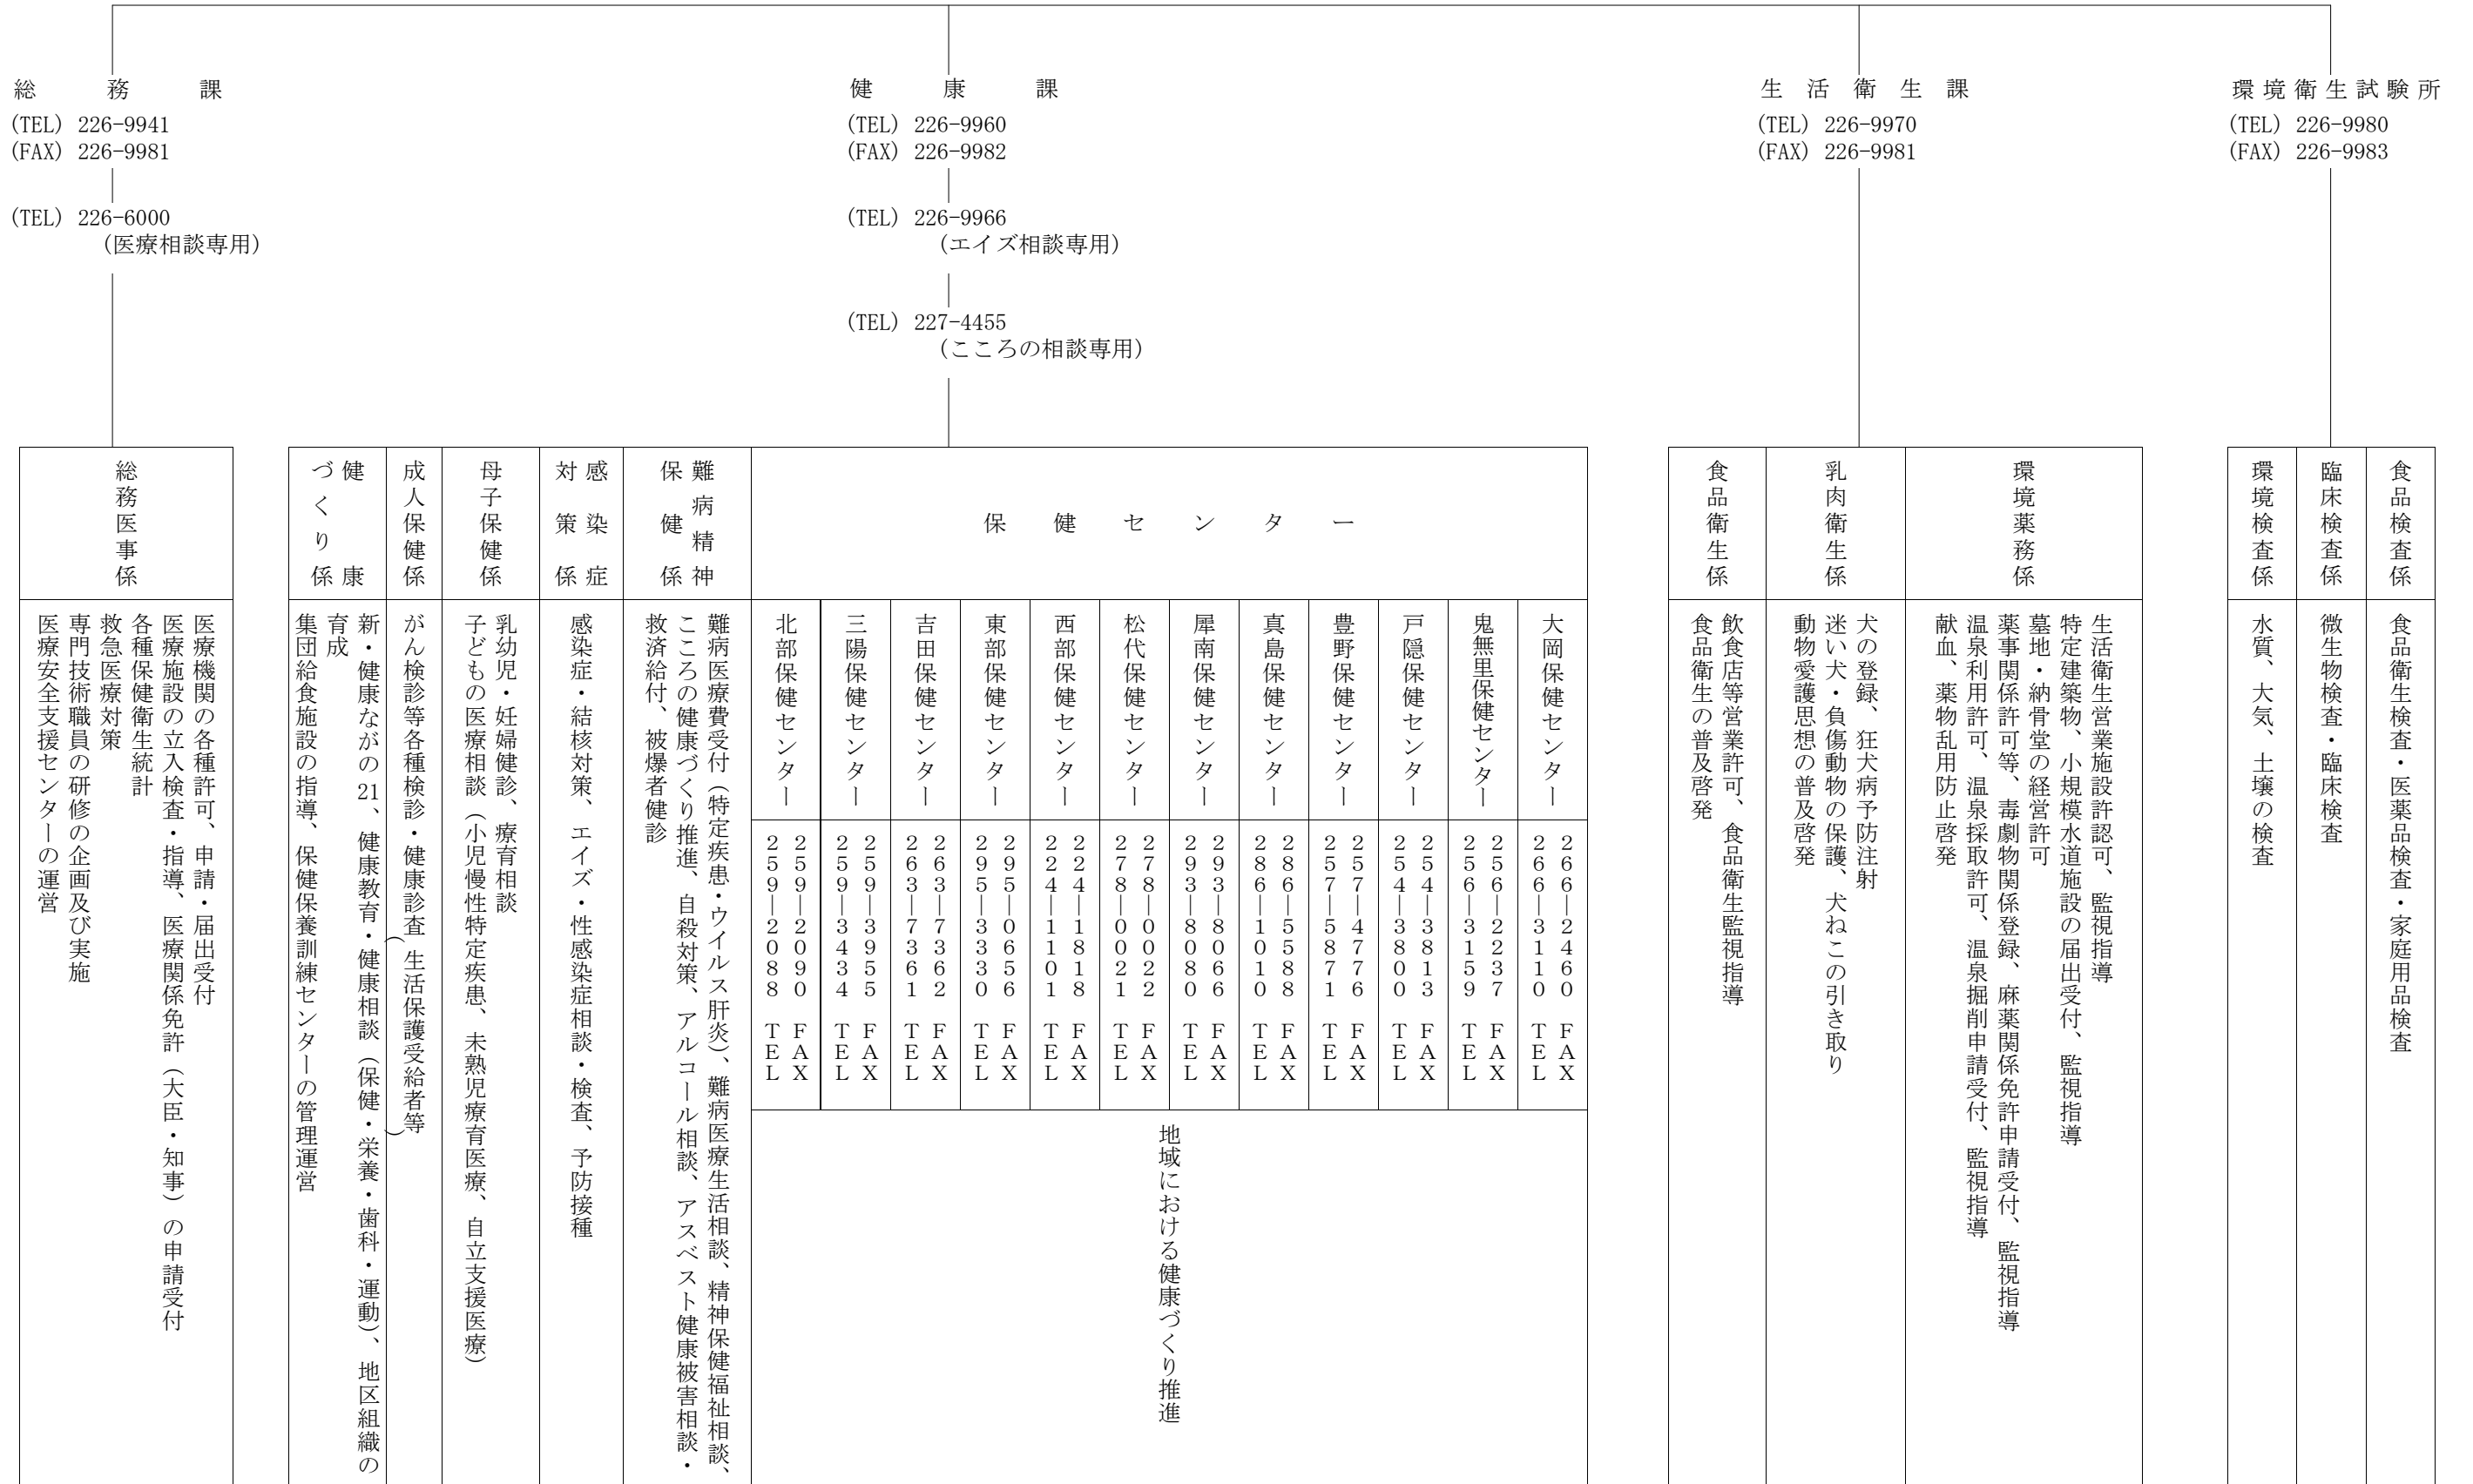 総務課
(TEL) 226-9941
(FAX) 226-9981
(TEL) 226-6000
(医療相談専用)
健康課
(TEL) 226-9960
(FAX) 226-9982
(TEL) 226-9966
(エイズ相談専用)
(TEL) 227-4455
(こころの相談専用)
生活衛生課
(TEL) 226-9970
(FAX) 226-9981
環境衛生試験所
(TEL) 226-9980
(FAX) 226-9983
総務医事係
医療機関の各種許可、申請・届出受付
医療施設の立入検査・指導、医療関係免許(大臣・知事)の申請受付
各種保健衛生統計
救急医療対策
専門技術職員の研修の企画及び実施
医療安全支援センターの運営
健康
づくり係
新・健康ながの21、健康教育・健康相談(保健・栄養・歯科・運動)、地区組織の
育成
集団給食施設の指導、保健保養訓練センターの管理運営
成人保健係
がん検診等各種検診・健康診査(生活保護受給者等)
母子保健係
乳幼児・妊婦健診、療育相談
子どもの医療相談(小児慢性特定疾患、未熟児療育医療、自立支援医療)
感染症
対策係
感染症・結核対策、エイズ・性感染症相談・検査、予防接種
難病精神
保健係
難病医療費受付(特定疾患・ウイルス肝炎)、難病医療生活相談、精神保健福祉相談、
こころの健康づくり推進、自殺対策、アルコール相談、アスベスト健康被害相談・
救済給付、被爆者健診
保健センター
北部保健センター
259―2090 FAX
259―2088 TEL
三陽保健センター
259―3955 FAX
259―3434 TEL
吉田保健センター
263―7362 FAX
263―7361 TEL
東部保健センター
295―0656 FAX
295―3330 TEL
西部保健センター
224―1818 FAX
224―1101 TEL
松代保健センター
278―0022 FAX
278―0021 TEL
犀南保健センター
293―8066 FAX
293―8080 TEL
真島保健センター
286―5588 FAX
286―1010 TEL
豊野保健センター
257―4776 FAX
257―5871 TEL
戸隠保健センター
254―3813 FAX
254―3800 TEL
鬼無里保健センター
256―2237 FAX
256―3159 TEL
大岡保健センター
266―2460 FAX
266―3110 TEL
地域における健康づくり推進
食品衛生係
飲食店等営業許可、食品衛生監視指導
食品衛生の普及啓発
乳肉衛生係
犬の登録、狂犬病予防注射
迷い犬・負傷動物の保護、犬ねこの引き取り
動物愛護思想の普及啓発
環境薬務係
生活衛生営業施設許認可、監視指導
特定建築物、小規模水道施設の届出受付、監視指導
墓地・納骨堂の経営許可
薬事関係許可等、毒劇物関係登録、麻薬関係免許申請受付、監視指導
温泉利用許可、温泉採取許可、温泉掘削申請受付、監視指導
献血、薬物乱用防止啓発
環境検査係
水質、大気、土壌の検査
臨床検査係
微生物検査・臨床検査
食品検査係
食品衛生検査・医薬品検査・家庭用品検査